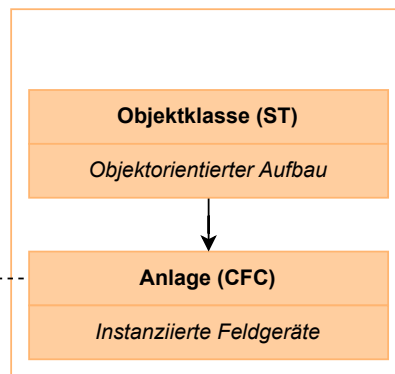 Objektklasse (ST)
Objektorientierter Aufbau
Anlage (CFC)
Instanziierte Feldgeräte